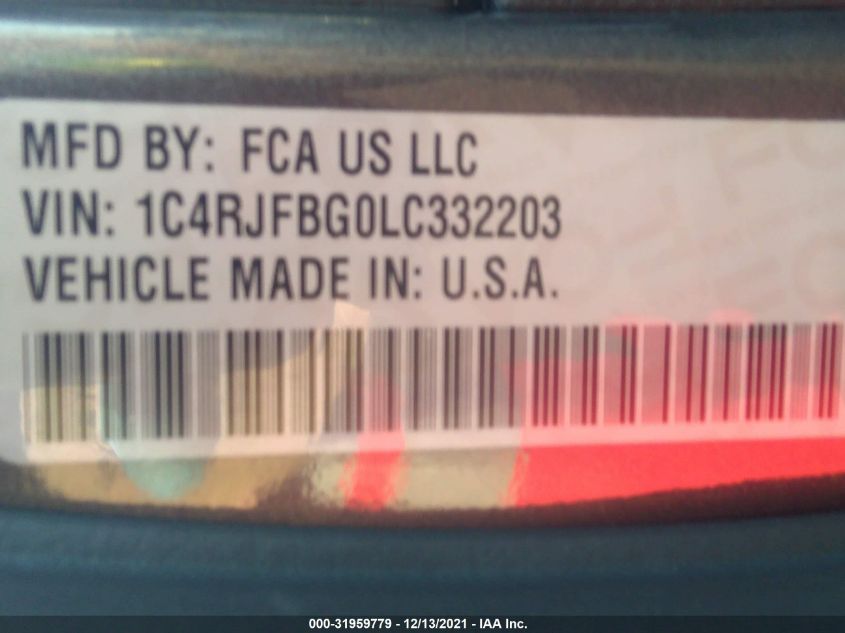 MFD BY: FCA US LLC
VIN: 1C4RJFBG0LC332203
VEHICLE MADE IN: U.S.A.
000-31959779 - 12/13/2021 - IAA Inc.